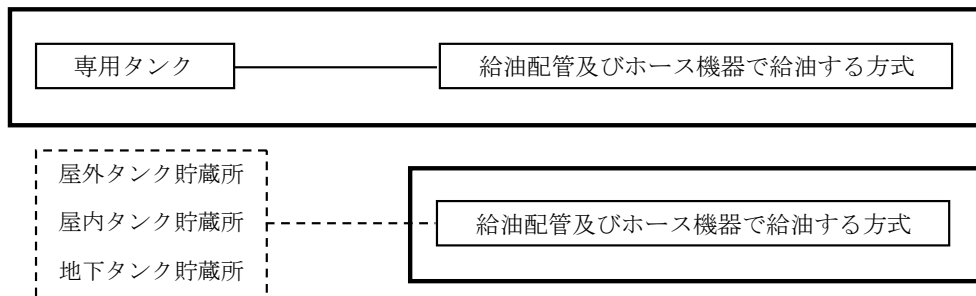 専用タンク
給油配管及びホース機器で給油する方式
屋外タンク貯蔵所
屋内タンク貯蔵所
給油配管及びホース機器で給油する方式
地下タンク貯蔵所